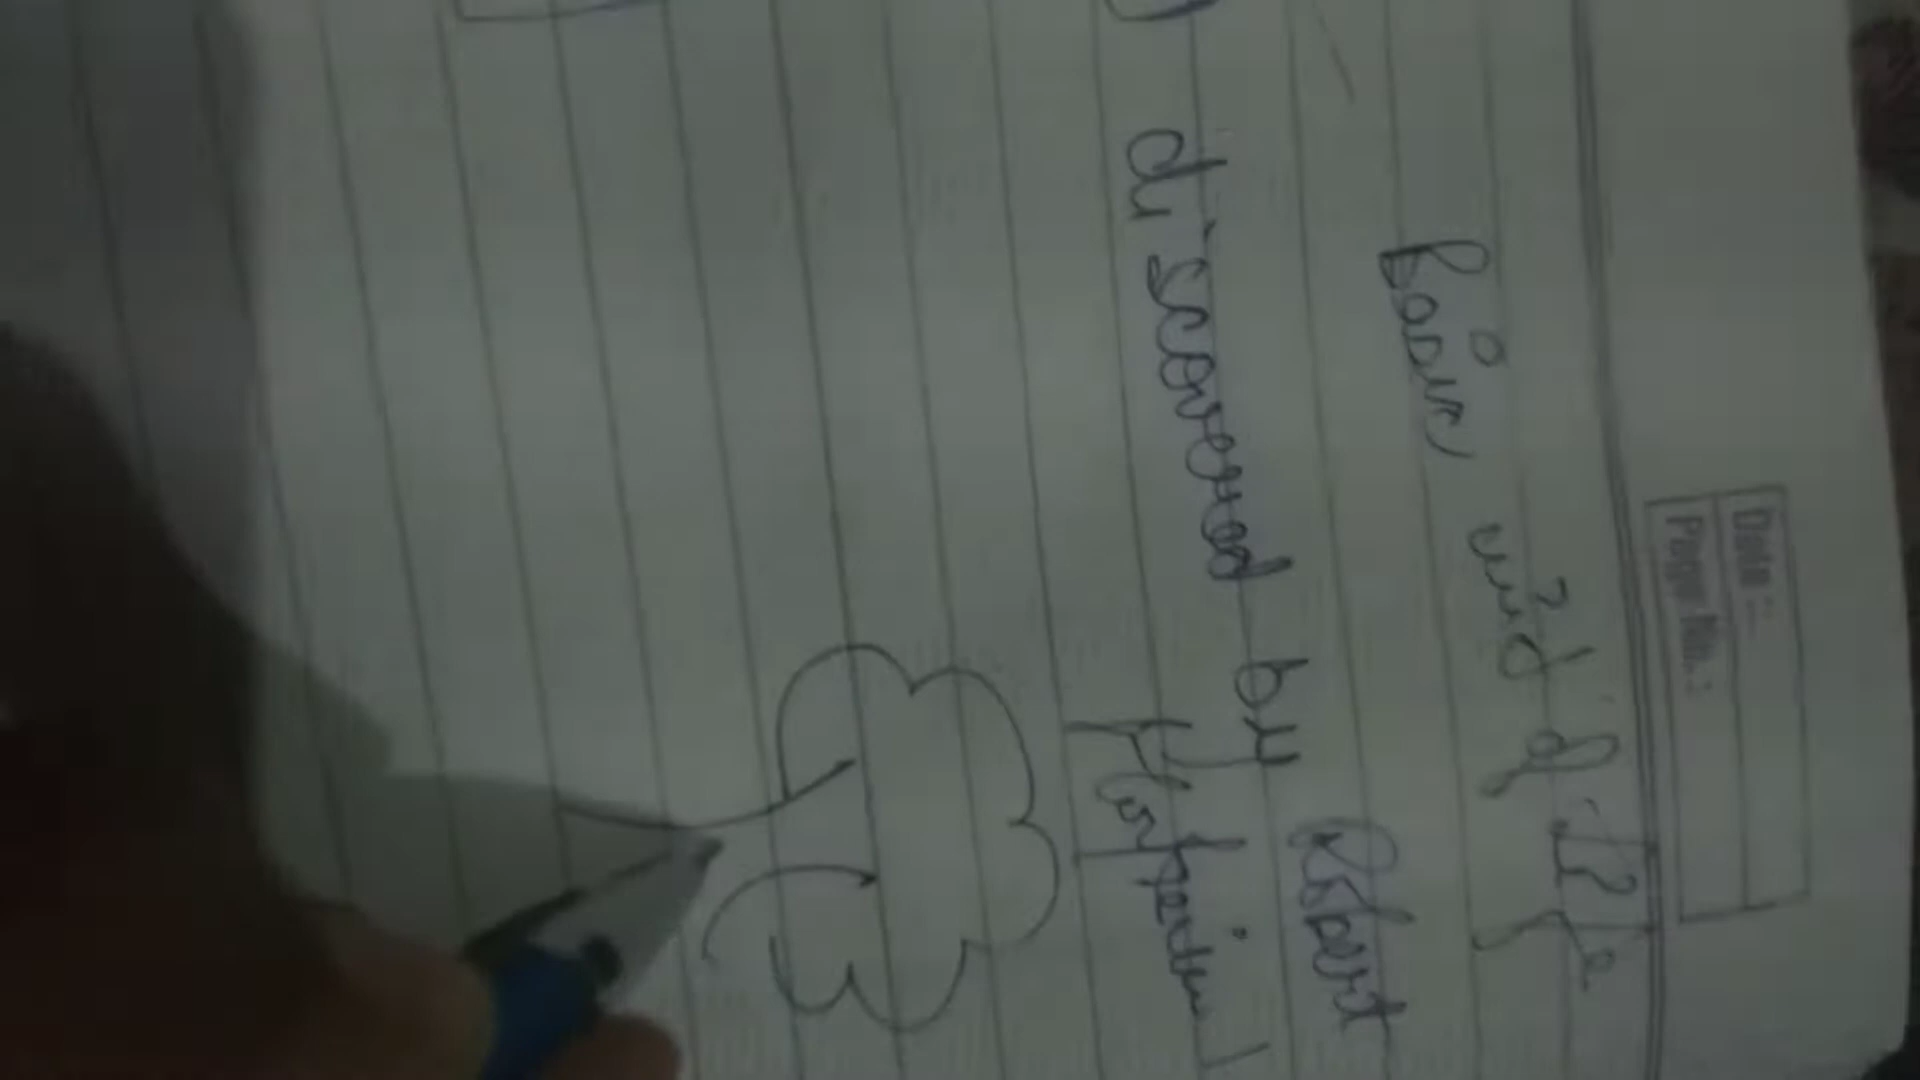 Date :
Page No. :
Basic unit of life
discovered by Robert